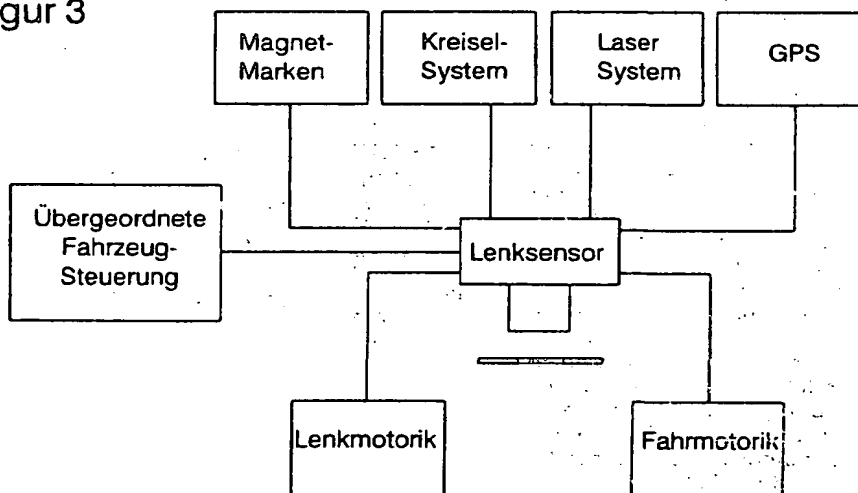 gur 3
Magnet-
Marken
Kreisel-
System
Laser
System
GPS
Übergeordnete
Fahrzeug-
Steuerung
Lenksensor
Lenkmotorik
Fahrmotorik